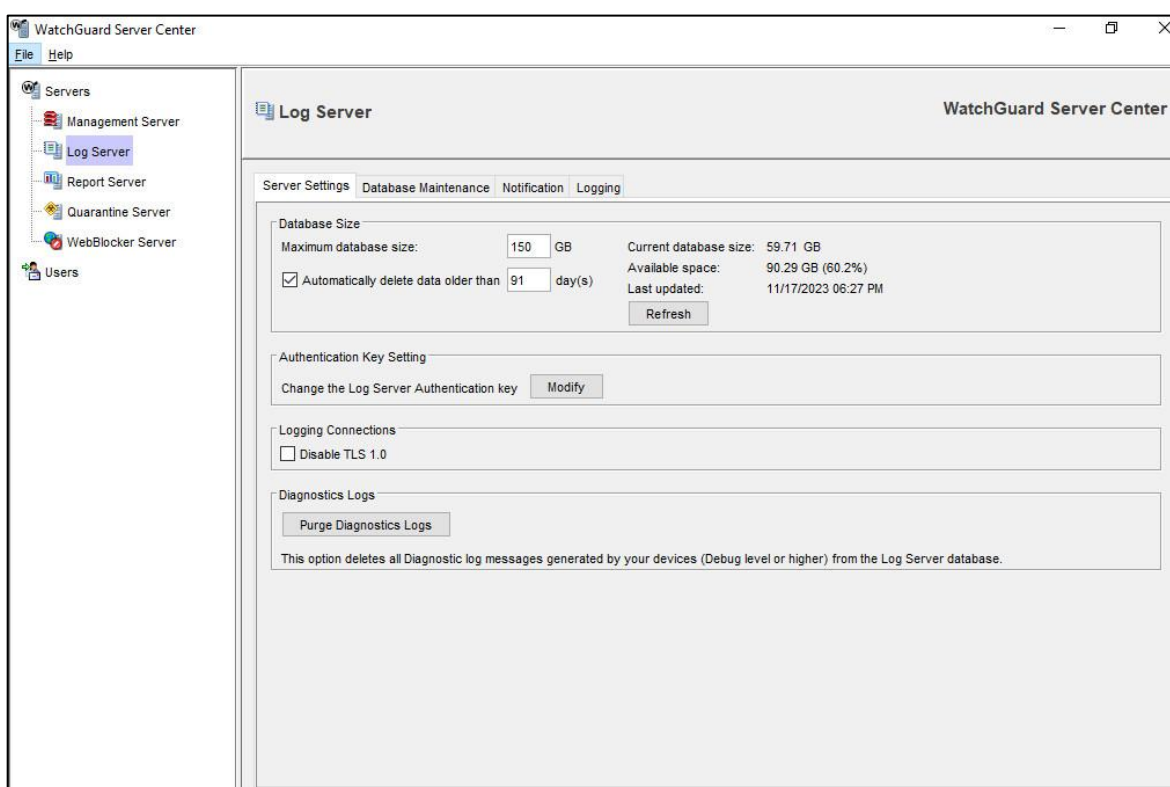 WatchGuard Server Center
File Help
Servers
Management Server
Log Server
Report Server
Quarantine Server
WebBlocker Server
Users
Log Server
WatchGuard Server Center
Server Settings Database Maintenance Notification Logging
Database Size
Maximum database size: 150 GB Current database size: 59.71 GB
Automatically delete data older than 91 day(s) Available space: 90.29 GB (60.2%)
Last updated: 11/17/2023 06:27 PM
Refresh
Authentication Key Setting
Change the Log Server Authentication key Modify
Logging Connections
Disable TLS 1.0
Diagnostics Logs
Purge Diagnostics Logs
This option deletes all Diagnostic log messages generated by your devices (Debug level or higher) from the Log Server database.